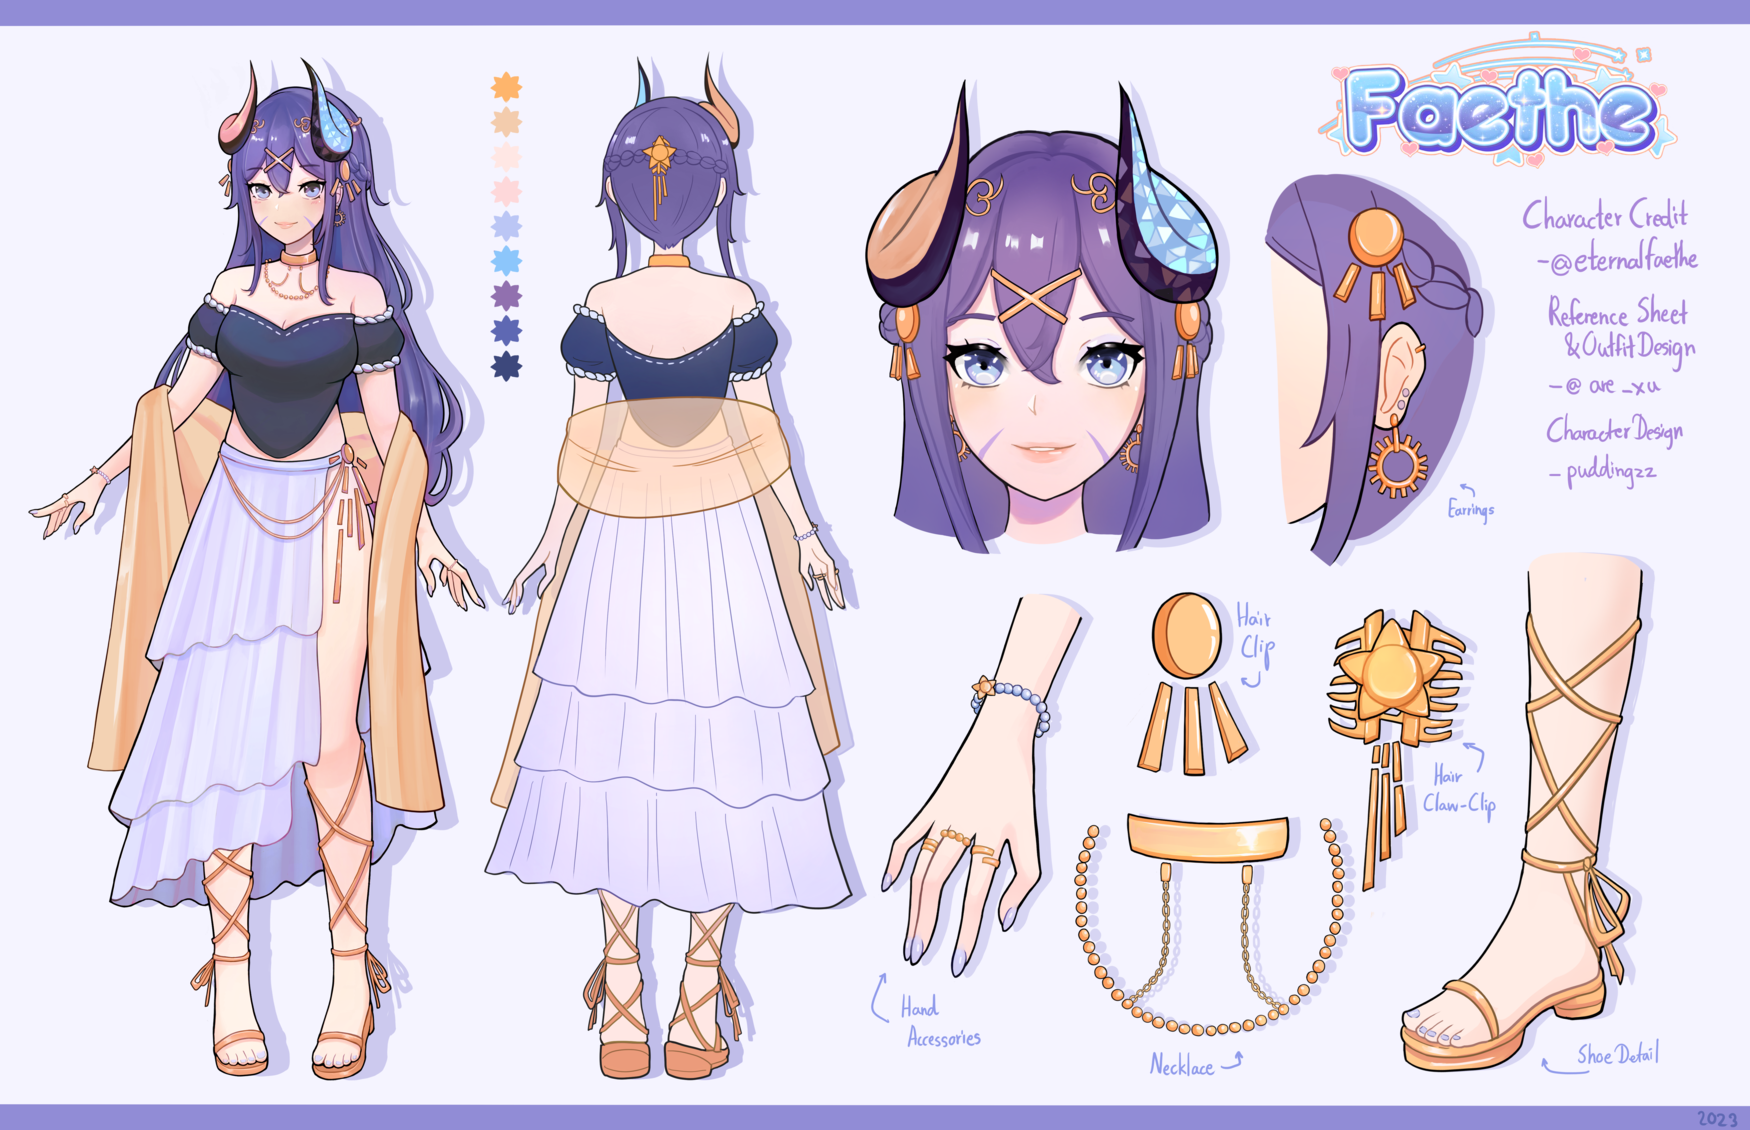 Faethe
Character Credit
-@eternalfaethe
Reference Sheet
& Outfit Design
-@ are_xu
Character Design
- puddingzz
Earrings
Hair
Clip
Hair
Claw-Clip
Hand
Accessories
Necklace
Shoe Detail
2023